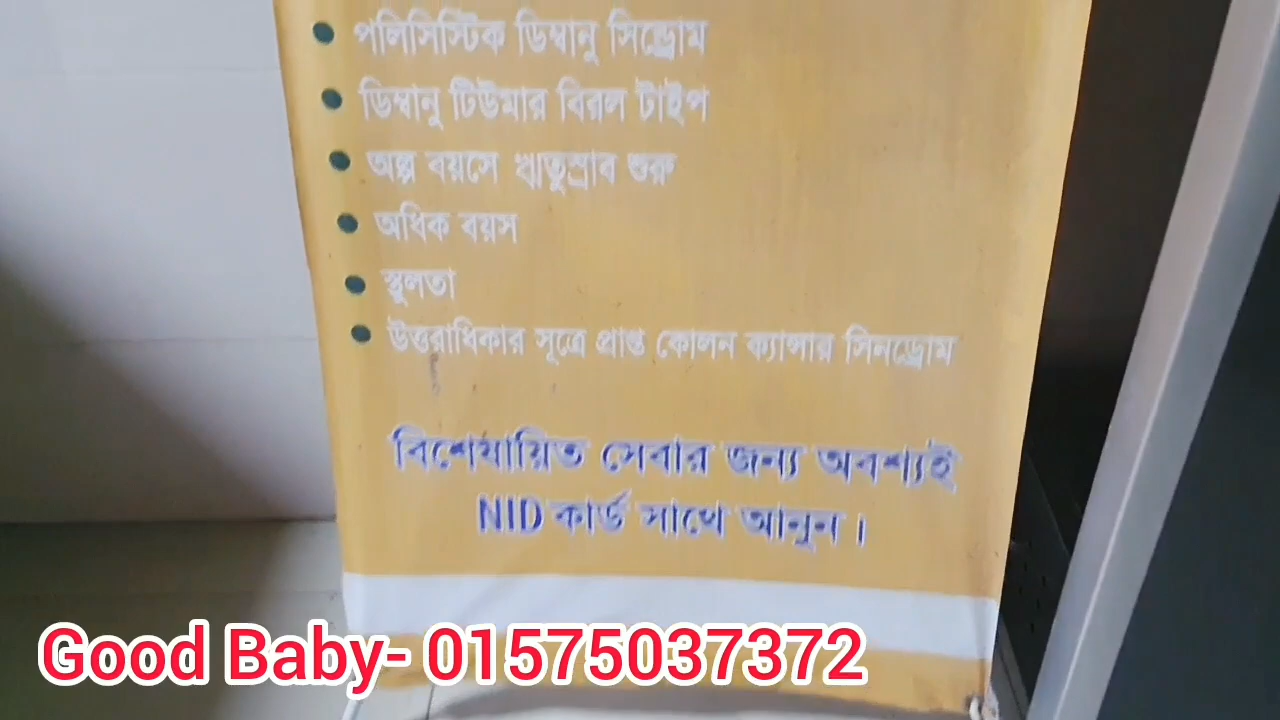 পলিসিস্টিক ডিম্বানু সিন্ড্রোম
ডিম্বানু টিউমার বিরল টাইপ
অল্প বয়সে ঋতুস্রাব শুরু
অধিক বয়স
স্থুলতা
উত্তরাধিকার সূত্রে প্রাপ্ত কোলন ক্যান্সার সিনড্রোম
বিশেষায়িত সেবার জন্য অবশ্যই
NID কার্ড সাথে আনুন।
Good Baby- 01575037372